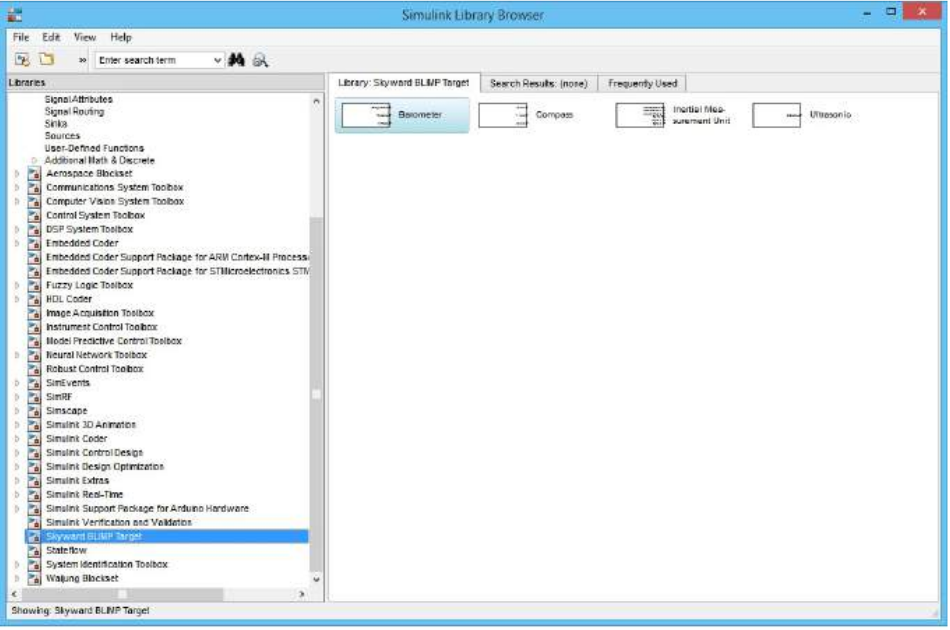 Simulink Library Browser
File Edit View Help
» Enter search term
Libraries
Library: Skyward BLIMP Target Search Results: (none) Frequently Used
Signal Attributes
Signal Routing
Sinks
Sources
User-Defined Functions
Additional Math & Discrete
Aerospace Blockset
Communications System Toolbox
Computer Vision System Toolbox
Control System Toolbox
DSP System Toolbox
Embedded Coder
Embedded Coder Support Package for ARM Cortex-M Processo
Embedded Coder Support Package for STMicroelectronics STM
Fuzzy Logic Toolbox
HDL Coder
Image Acquisition Toolbox
Instrument Control Toolbox
Model Predictive Control Toolbox
Neural Network Toolbox
Robust Control Toolbox
SimEvents
SimRF
Simscape
Simulink 3D Animation
Simulink Coder
Simulink Control Design
Simulink Design Optimization
Simulink Extras
Simulink Real-Time
Simulink Support Package for Arduino Hardware
Simulink Verification and Validation
Skyward BLIMP Target
Stateflow
System Identification Toolbox
Waijung Blockset
Barometer
Compass
Inertial Mea-
surement Unit
Ultrasonic
Showing: Skyward BLIMP Target